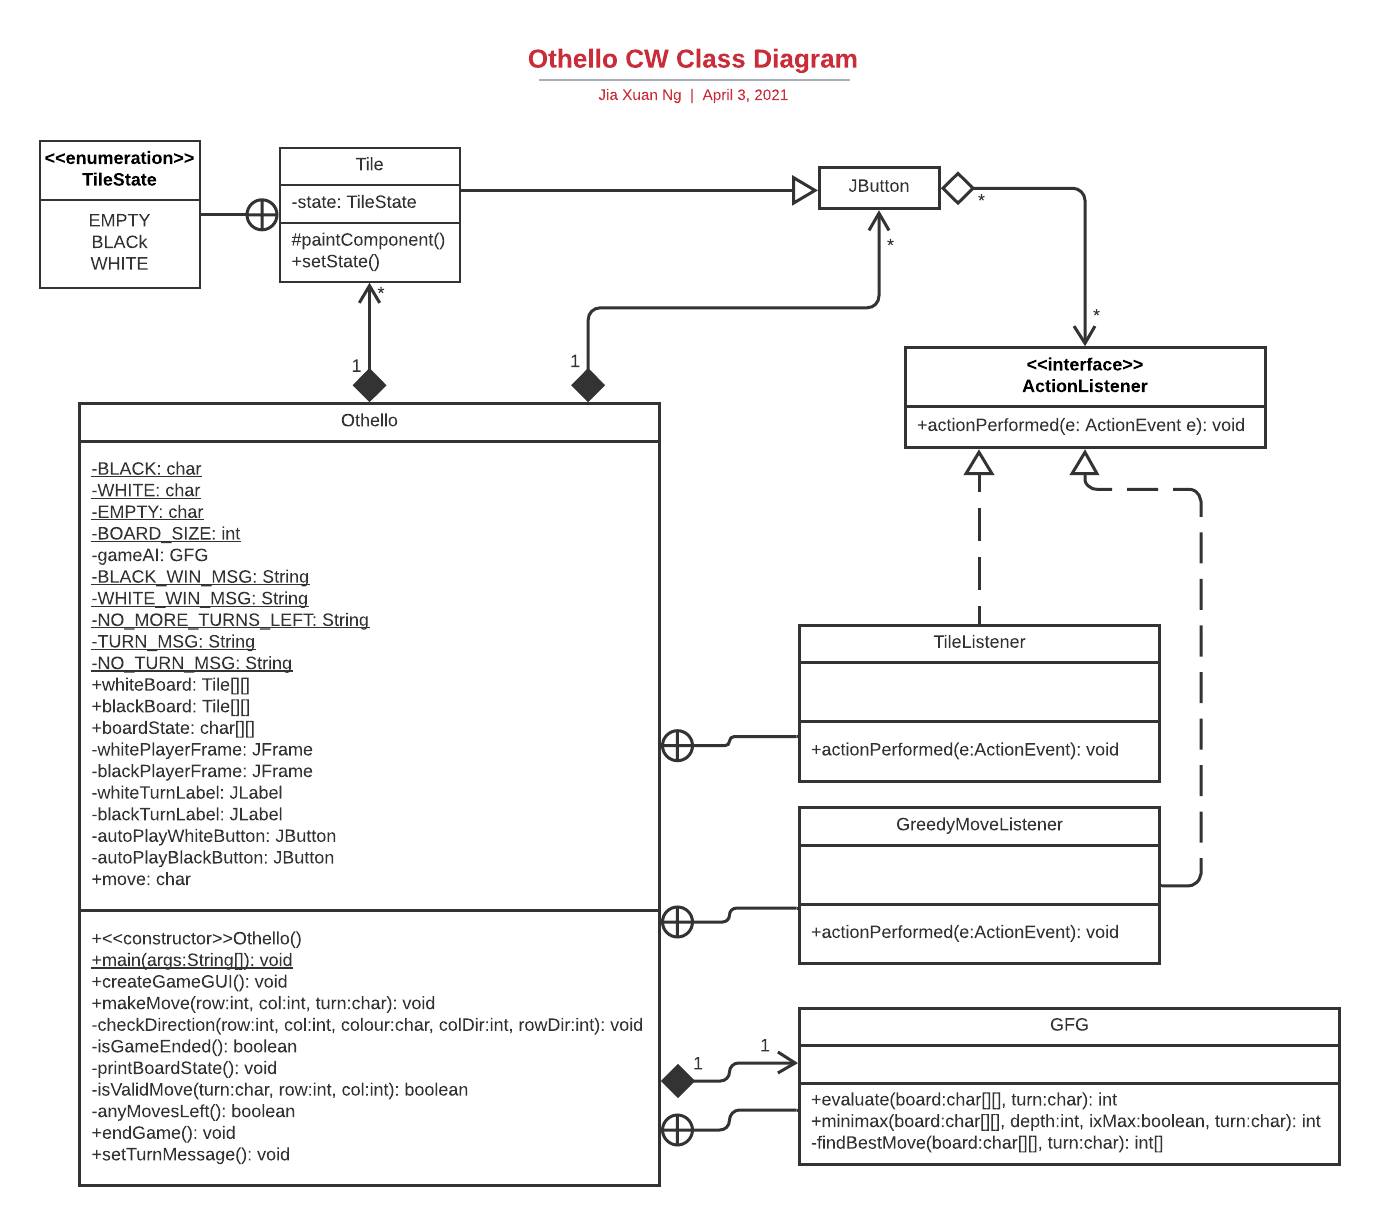 Othello CW Class Diagram
Jia Xuan Ng | April 3, 2021
<<enumeration>>
TileState
EMPTY
BLACk
WHITE
Tile
-state: TileState
#paintComponent()
+setState()
JButton
*
*
*
*
1
1
<<interface>>
ActionListener
+actionPerformed(e: ActionEvent e): void
Othello
-BLACK: char
-WHITE: char
-EMPTY: char
-BOARD_SIZE: int
-gameAI: GFG
-BLACK_WIN_MSG: String
-WHITE_WIN_MSG: String
-NO_MORE_TURNS_LEFT: String
-TURN_MSG: String
-NO_TURN_MSG: String
+whiteBoard: Tile[][]
+blackBoard: Tile[][]
+boardState: char[][]
-whitePlayerFrame: JFrame
-blackPlayerFrame: JFrame
-whiteTurnLabel: JLabel
-blackTurnLabel: JLabel
-autoPlayWhiteButton: JButton
-autoPlayBlackButton: JButton
+move: char
+<<constructor>>Othello()
+main(args:String[]): void
+createGameGUI(): void
+makeMove(row:int, col:int, turn:char): void
-checkDirection(row:int, col:int, colour:char, colDir:int, rowDir:int): void
-isGameEnded(): boolean
-printBoardState(): void
-isValidMove(turn:char, row:int, col:int): boolean
-anyMovesLeft(): boolean
+endGame(): void
+setTurnMessage(): void
TileListener
+actionPerformed(e:ActionEvent): void
GreedyMoveListener
+actionPerformed(e:ActionEvent): void
1
1
GFG
+evaluate(board:char[][], turn:char): int
+minimax(board:char[][], depth:int, ixMax:boolean, turn:char): int
-findBestMove(board:char[][], turn:char): int[]